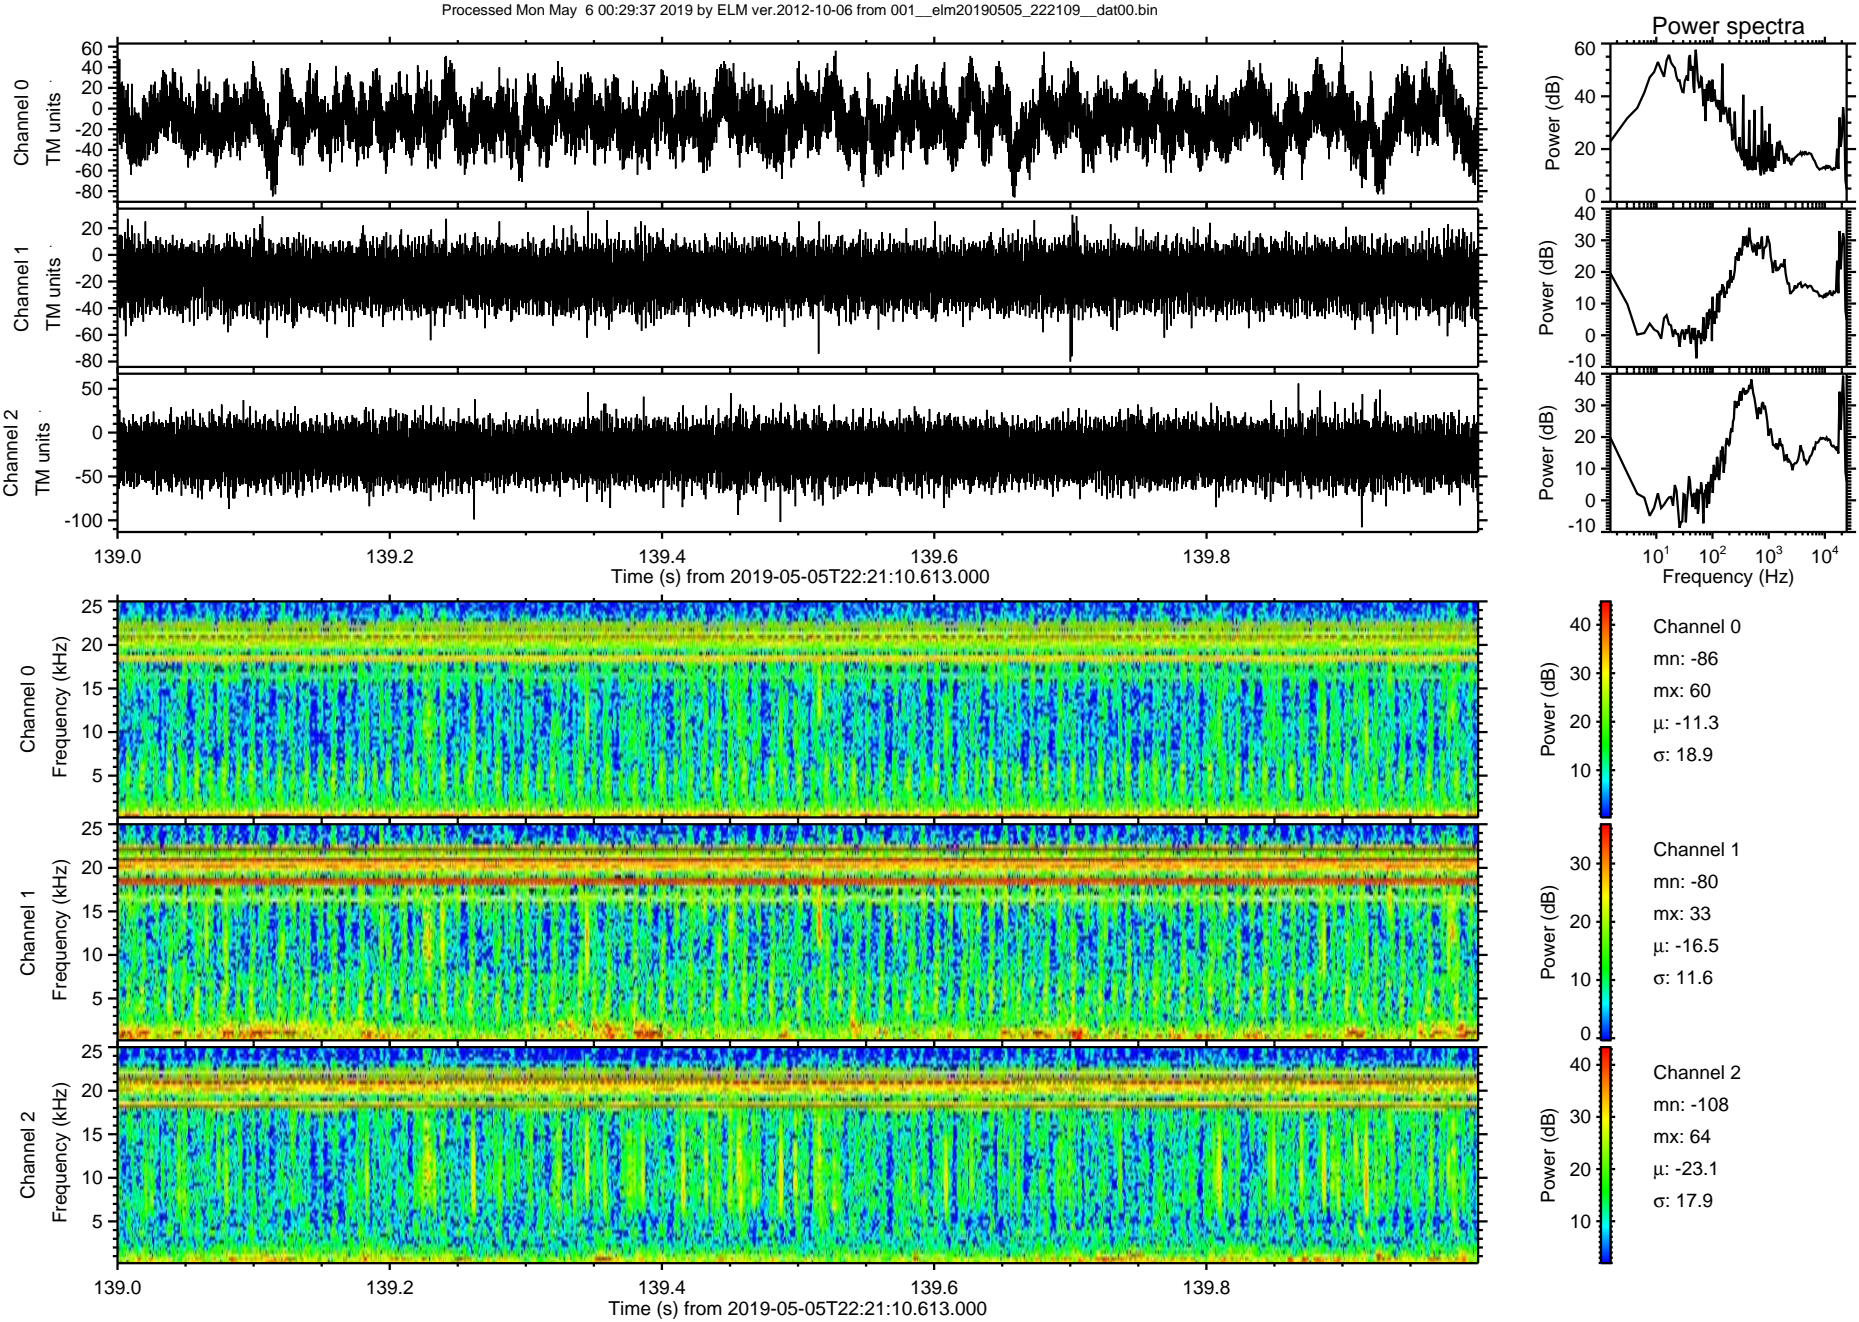 Processed Mon May  6 00:29:37 2019 by ELM ver.2012-10-06 from 001__elm20190505_222109__dat00.bin
Power spectra
Channel 0
TM units
60
40
20
0
-20
-40
-60
-80
Power (dB)
60
40
20
0
Channel 1
TM units
20
0
-20
-40
-60
-80
Power (dB)
40
30
20
10
0
-10
Channel 2
TM units
50
0
-50
-100
Power (dB)
40
30
20
10
0
-10
139.0 139.2 139.4 139.6 139.8
Time (s) from 2019-05-05T22:21:10.613.000
10¹ 10² 10³ 10⁴
Frequency (Hz)
Channel 0
Frequency (kHz)
25
20
15
10
5
Power (dB)
40
30
20
10
Channel 0
mn: -86
mx: 60
μ: -11.3
σ: 18.9
Channel 1
Frequency (kHz)
25
20
15
10
5
Power (dB)
30
20
10
0
Channel 1
mn: -80
mx: 33
μ: -16.5
σ: 11.6
Channel 2
Frequency (kHz)
25
20
15
10
5
Power (dB)
40
30
20
10
Channel 2
mn: -108
mx: 64
μ: -23.1
σ: 17.9
139.0 139.2 139.4 139.6 139.8
Time (s) from 2019-05-05T22:21:10.613.000